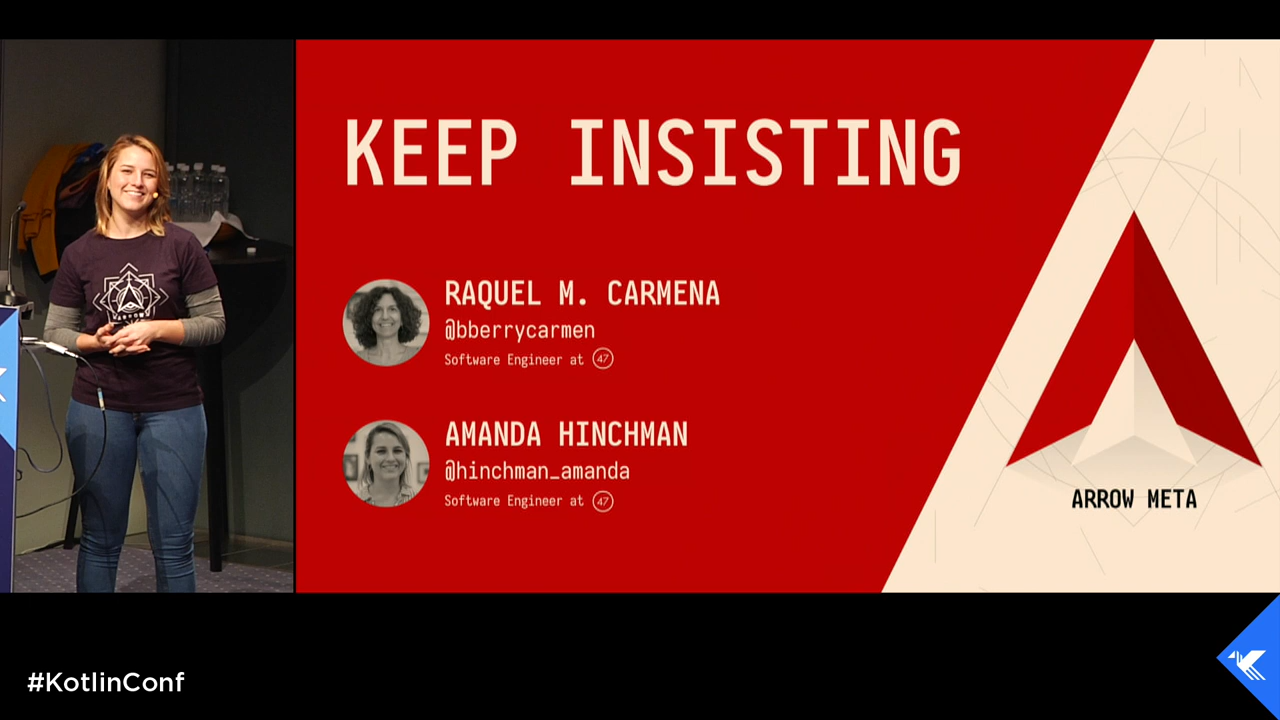 KEEP INSISTING
RAQUEL M. CARMENA
@bberrycarmen
Software Engineer at 47
AMANDA HINCHMAN
@hinchman_amanda
Software Engineer at 47
ARROW META
#KotlinConf